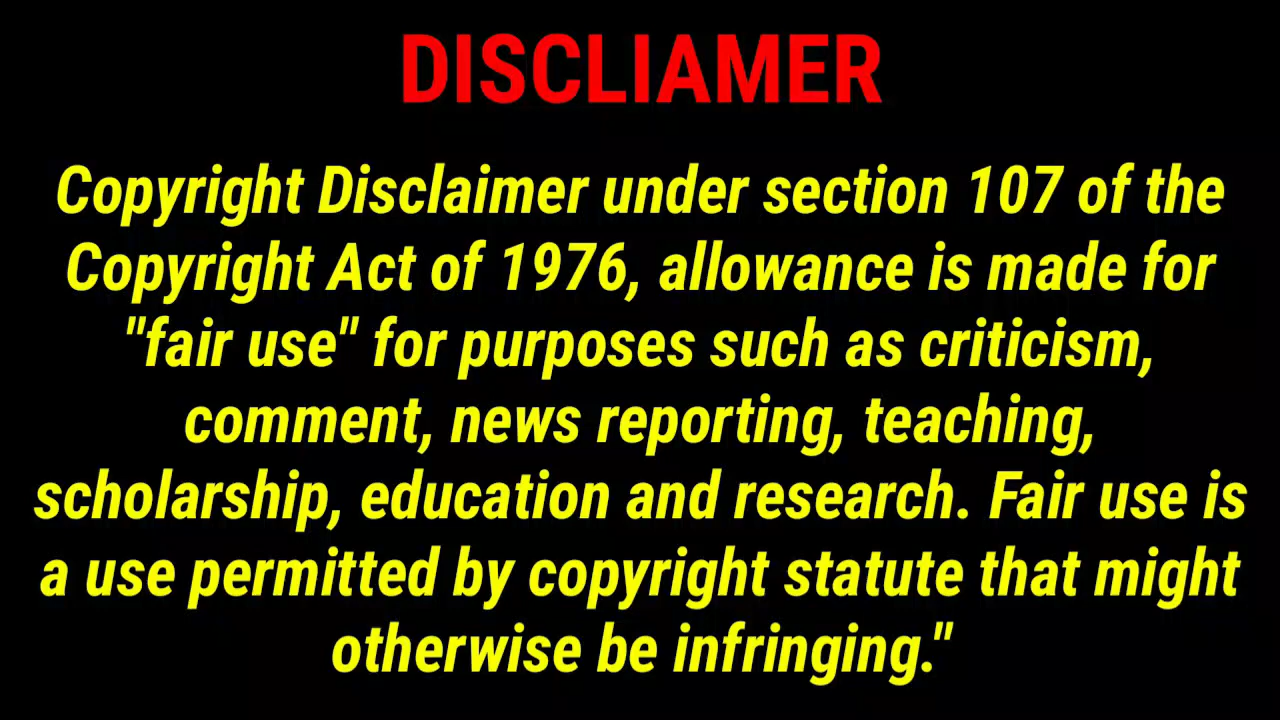 DISCLIAMER
Copyright Disclaimer under section 107 of the
Copyright Act of 1976, allowance is made for
"fair use" for purposes such as criticism,
comment, news reporting, teaching,
scholarship, education and research. Fair use is
a use permitted by copyright statute that might
otherwise be infringing."